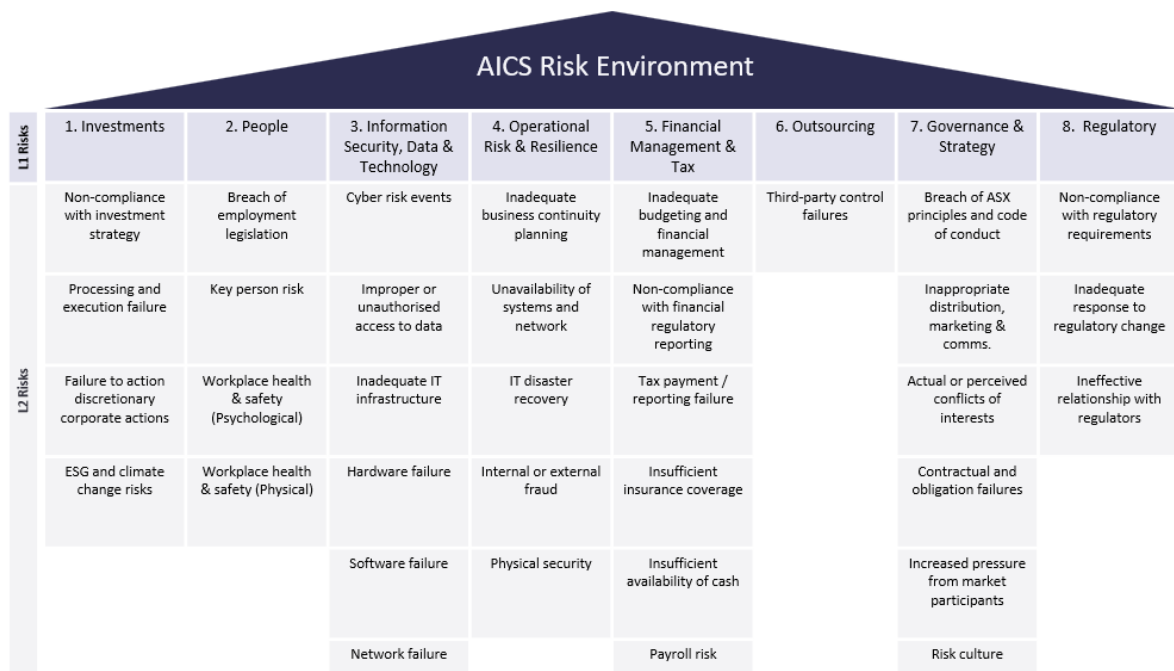 AICS Risk Environment
L1 Risks
1. Investments
2. People
3. Information
Security, Data &
Technology
4. Operational
Risk & Resilience
5. Financial
Management &
Tax
6. Outsourcing
7. Governance &
Strategy
8. Regulatory
L2 Risks
Non-compliance
with investment
strategy
Breach of
employment
legislation
Cyber risk events
Inadequate
business continuity
planning
Inadequate
budgeting and
financial
management
Third-party control
failures
Breach of ASX
principles and code
of conduct
Non-compliance
with regulatory
requirements
Processing and
execution failure
Key person risk
Improper or
unauthorised
access to data
Unavailability of
systems and
network
Non-compliance
with financial
regulatory
reporting
Inappropriate
distribution,
marketing &
comms.
Inadequate
response to
regulatory change
Failure to action
discretionary
corporate actions
Workplace health
& safety
(Psychological)
Inadequate IT
infrastructure
IT disaster
recovery
Tax payment /
reporting failure
Actual or perceived
conflicts of
interests
Ineffective
relationship with
regulators
ESG and climate
change risks
Workplace health
& safety (Physical)
Hardware failure
Internal or external
fraud
Insufficient
insurance coverage
Contractual and
obligation failures
Software failure
Physical security
Insufficient
availability of cash
Increased pressure
from market
participants
Network failure
Payroll risk
Risk culture